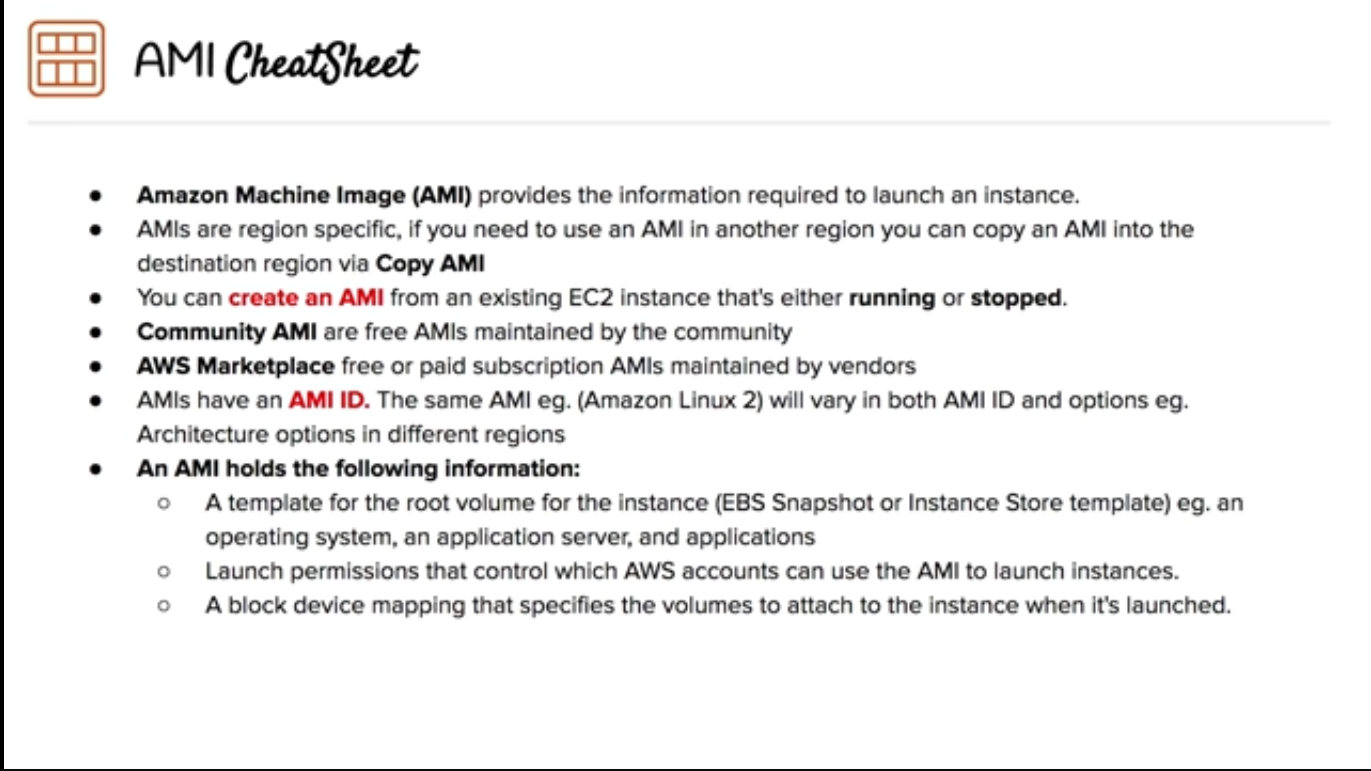 AMI CheatSheet
● Amazon Machine Image (AMI) provides the information required to launch an instance.
● AMIs are region specific, if you need to use an AMI in another region you can copy an AMI into the
destination region via Copy AMI
● You can create an AMI from an existing EC2 instance that's either running or stopped.
● Community AMI are free AMIs maintained by the community
● AWS Marketplace free or paid subscription AMIs maintained by vendors
● AMIs have an AMI ID. The same AMI eg. (Amazon Linux 2) will vary in both AMI ID and options eg.
Architecture options in different regions
● An AMI holds the following information:
○ A template for the root volume for the instance (EBS Snapshot or Instance Store template) eg. an
operating system, an application server, and applications
○ Launch permissions that control which AWS accounts can use the AMI to launch instances.
○ A block device mapping that specifies the volumes to attach to the instance when it's launched.